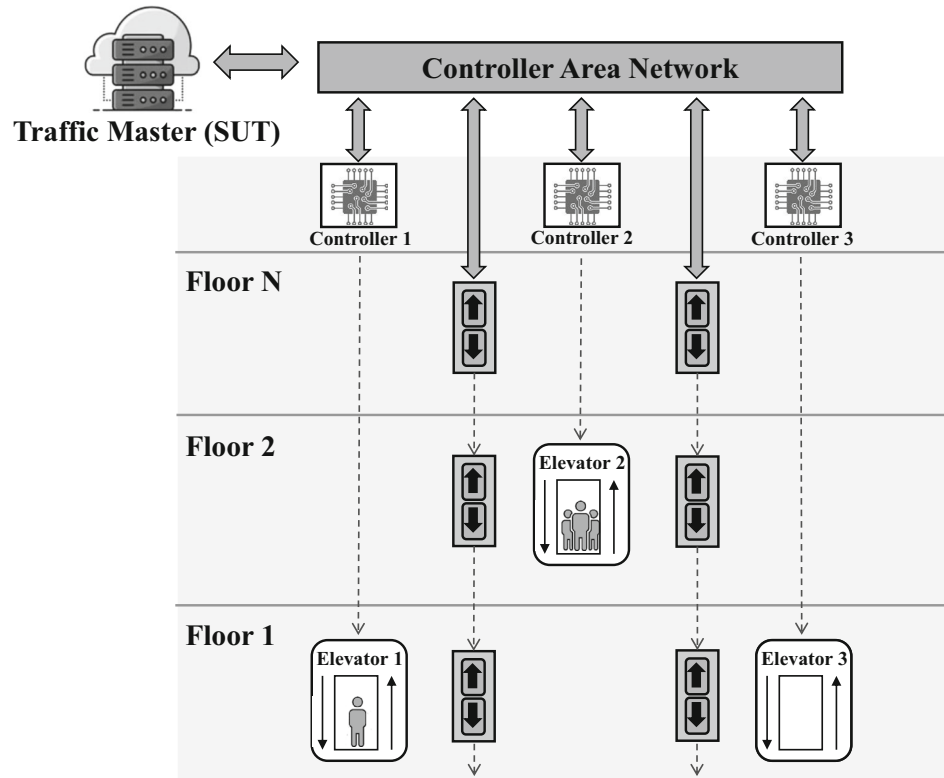 Controller Area Network
Traffic Master (SUT)
Controller 1
Controller 2
Controller 3
Floor N
Floor 2
Elevator 2
Floor 1
Elevator 1
Elevator 3